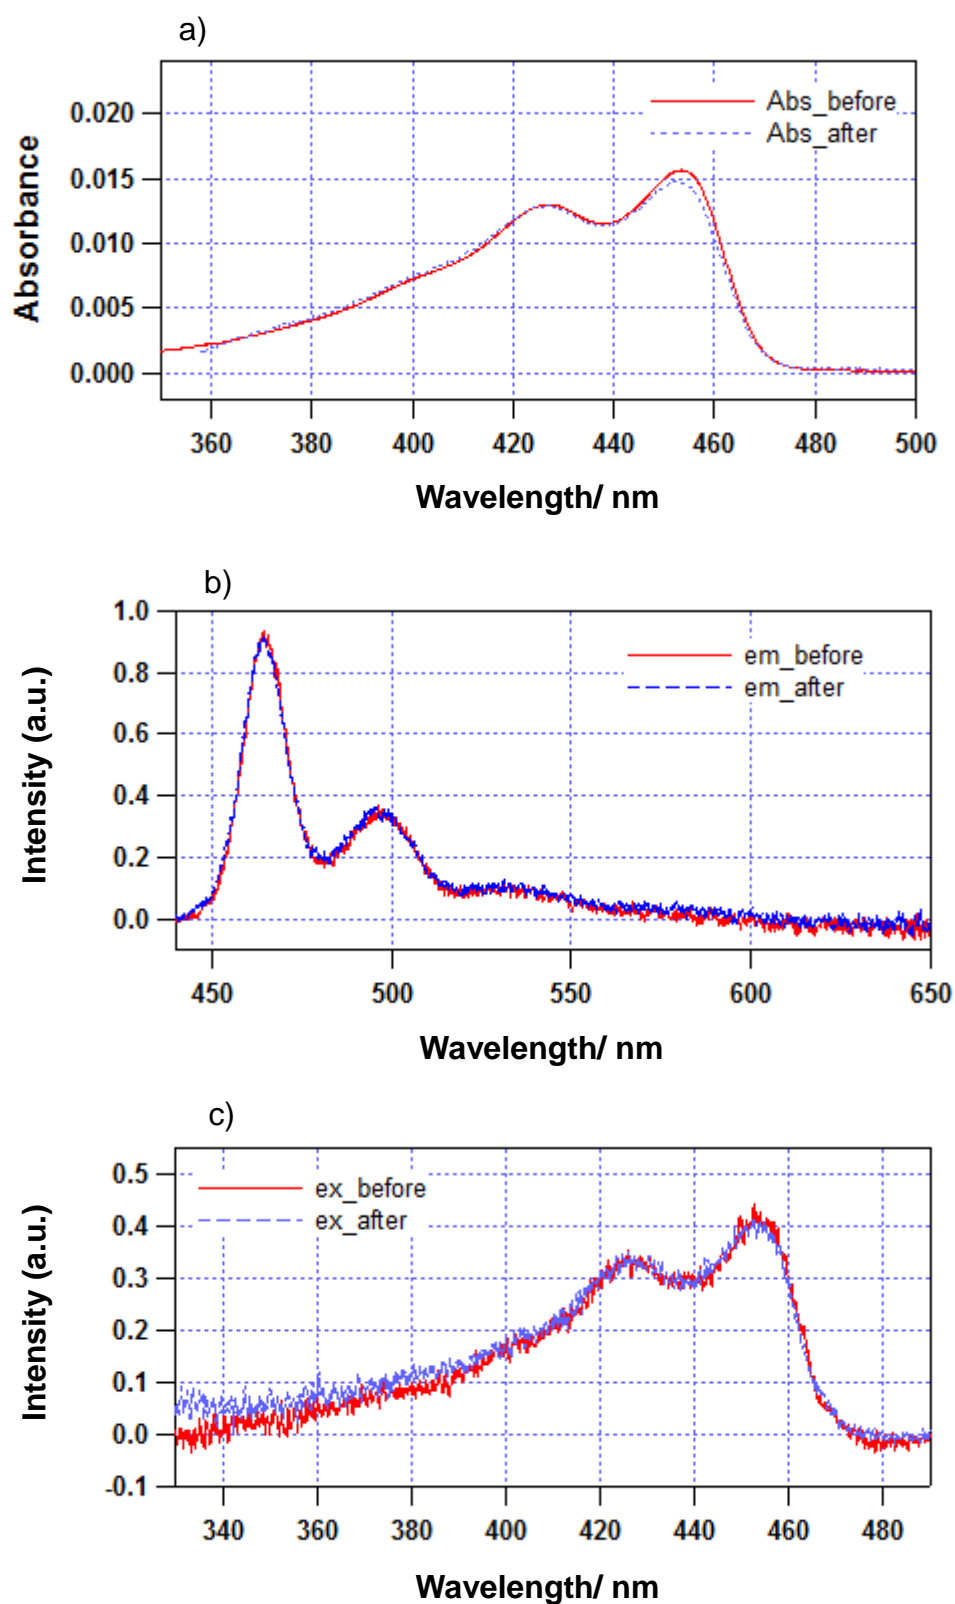 a)
Absorbance
0.020
0.015
0.010
0.005
0.000
Abs_before
Abs_after
360 380 400 420 440 460 480 500
Wavelength/ nm
b)
Intensity (a.u.)
1.0
0.8
0.6
0.4
0.2
0.0
em_before
em_after
450 500 550 600 650
Wavelength/ nm
c)
Intensity (a.u.)
0.5
0.4
0.3
0.2
0.1
0.0
-0.1
ex_before
ex_after
340 360 380 400 420 440 460 480
Wavelength/ nm